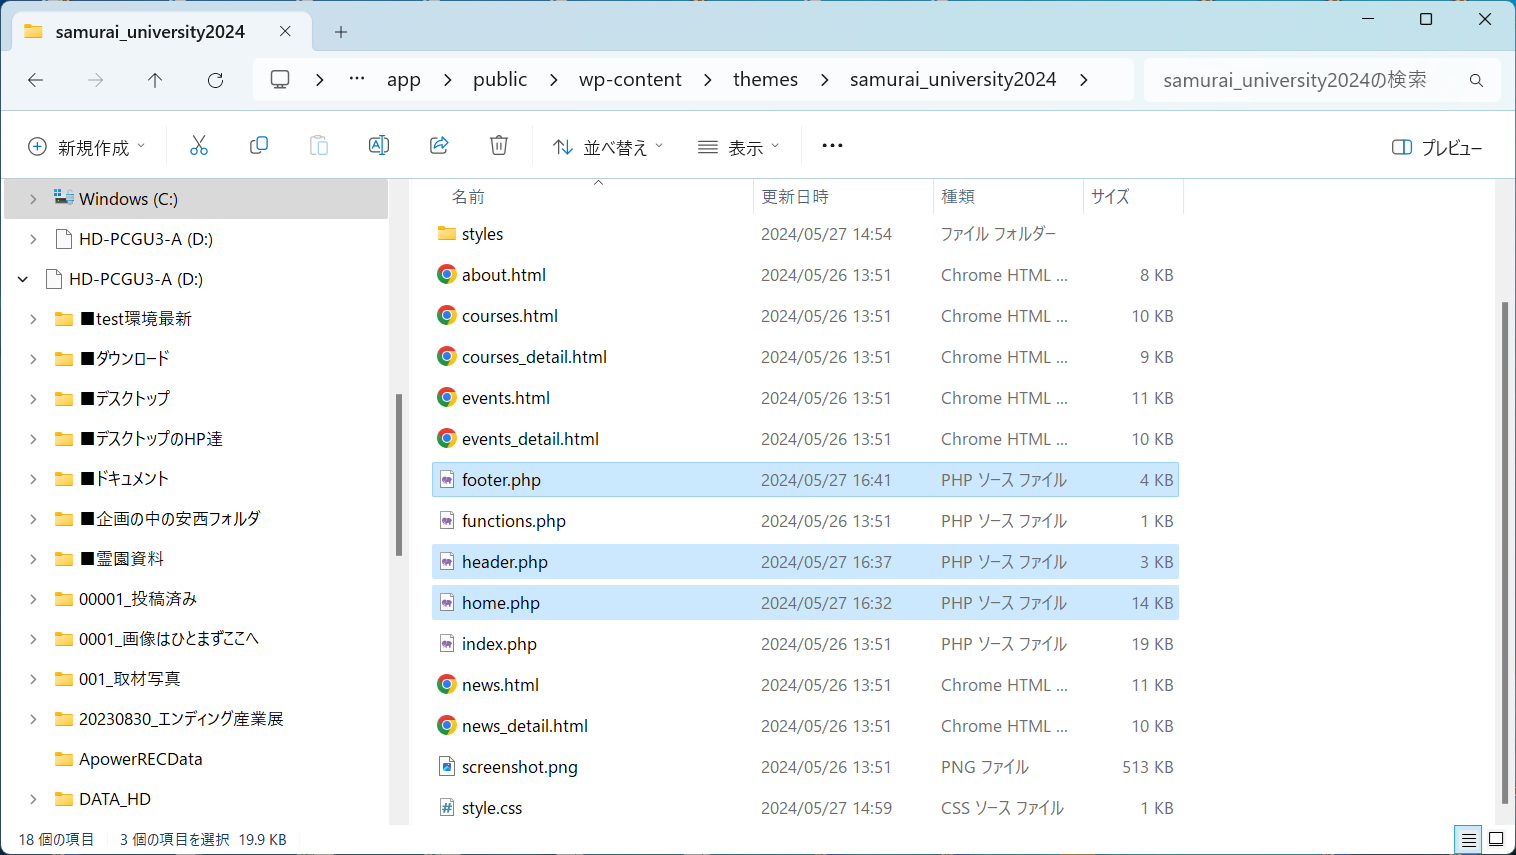 samurai_university2024
… app > public > wp-content > themes > samurai_university2024 >
samurai_university2024の検索
新規作成
並べ替え
表示
プレビュー
Windows (C:)
HD-PCGU3-A (D:)
HD-PCGU3-A (D:)
■test環境最新
■ダウンロード
■デスクトップ
■デスクトップのHP達
■ドキュメント
■企画の中の安西フォルダ
■霊園資料
00001_投稿済み
0001_画像はひとまずここへ
001_取材写真
20230830_エンディング産業展
ApowerRECData
DATA_HD
名前 更新日時 種類 サイズ
styles 2024/05/27 14:54 ファイル フォルダー
about.html 2024/05/26 13:51 Chrome HTML ... 8 KB
courses.html 2024/05/26 13:51 Chrome HTML ... 10 KB
courses_detail.html 2024/05/26 13:51 Chrome HTML ... 9 KB
events.html 2024/05/26 13:51 Chrome HTML ... 11 KB
events_detail.html 2024/05/26 13:51 Chrome HTML ... 10 KB
footer.php 2024/05/27 16:41 PHP ソース ファイル 4 KB
functions.php 2024/05/26 13:51 PHP ソース ファイル 1 KB
header.php 2024/05/27 16:37 PHP ソース ファイル 3 KB
home.php 2024/05/27 16:32 PHP ソース ファイル 14 KB
index.php 2024/05/26 13:51 PHP ソース ファイル 19 KB
news.html 2024/05/26 13:51 Chrome HTML ... 11 KB
news_detail.html 2024/05/26 13:51 Chrome HTML ... 10 KB
screenshot.png 2024/05/26 13:51 PNG ファイル 513 KB
style.css 2024/05/27 14:59 CSS ソース ファイル 1 KB
18 個の項目 3 個の項目を選択 19.9 KB